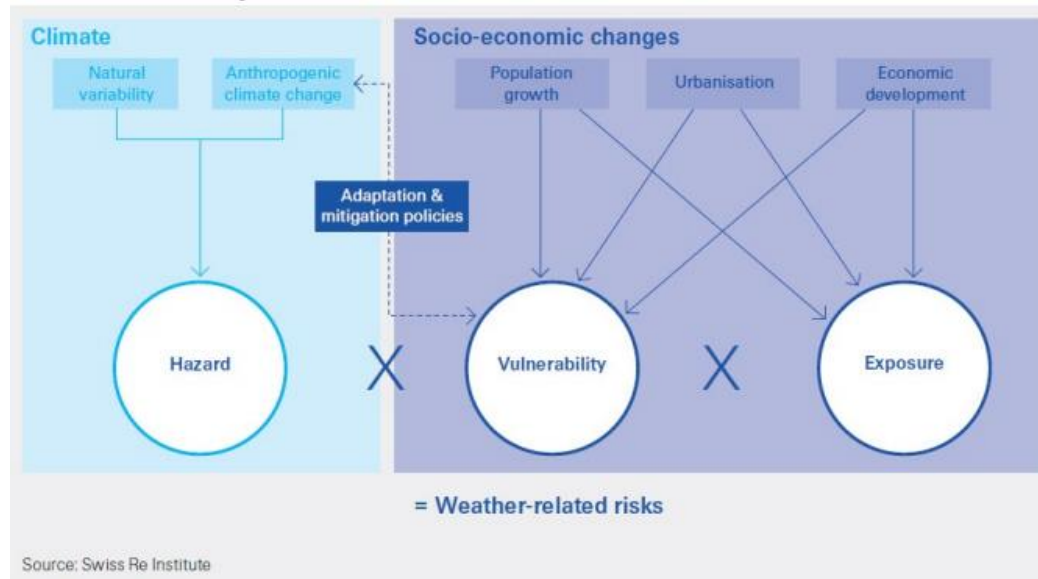 Climate
Socio-economic changes
Natural
variability
Anthropogenic
climate change
Population
growth
Urbanisation
Economic
development
Adaptation &
mitigation policies
Hazard
X
Vulnerability
X
Exposure
= Weather-related risks
Source: Swiss Re Institute